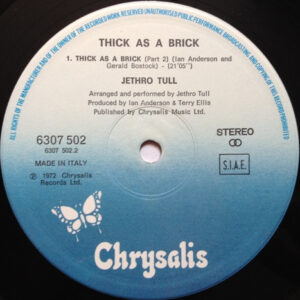 ALL RIGHTS OF THE MANUFACTURER AND OF THE OWNER OF THE RECORDED WORK RESERVED UNAUTHORISED PUBLIC PERFORMANCE BROADCASTING AND COPYING OF THIS RECORD PROHIBITED
THICK AS A BRICK
1. THICK AS A BRICK (Part 2) (Ian Anderson and
Gerald Bostock) - (21'05")
JETHRO TULL
Arranged and performed by Jethro Tull
Produced by Ian Anderson & Terry Ellis
Published by Chrysalis Music Ltd.
6307 502
6307 502.2
STEREO
MADE IN ITALY
S.I.A.E.
℗ 1972 Chrysalis
Records Ltd.
Chrysalis